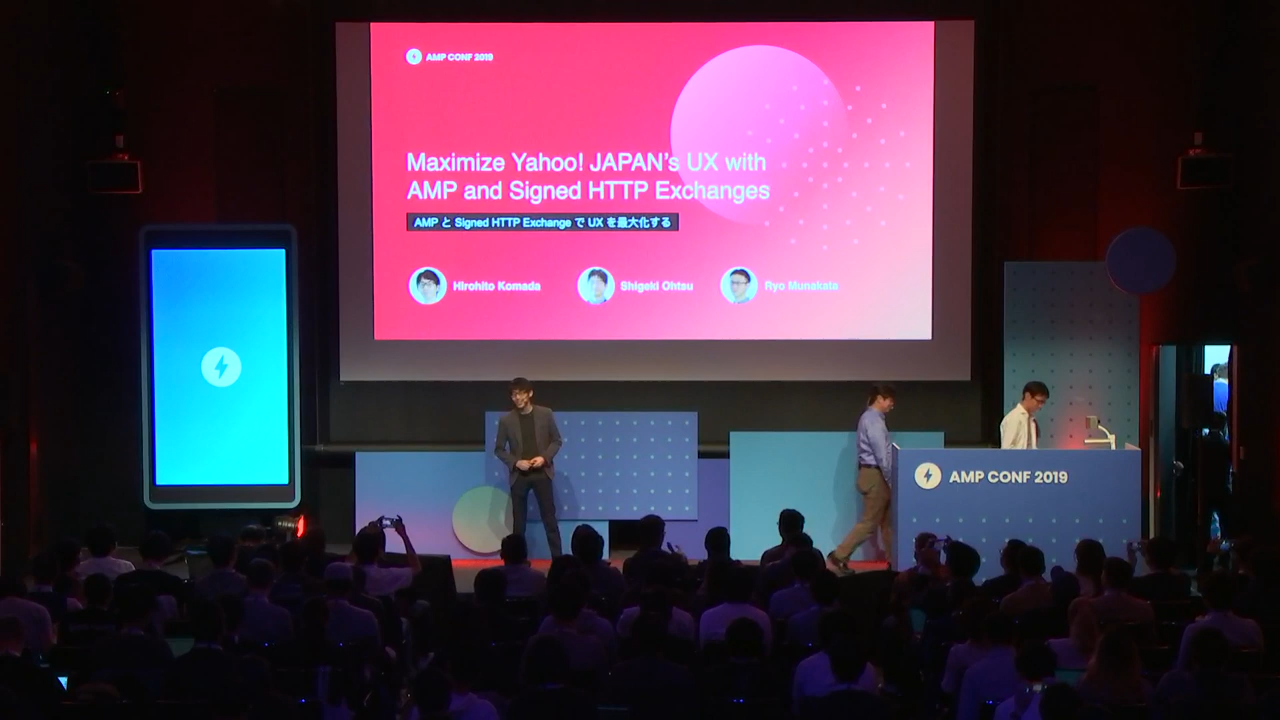 AMP CONF 2019
Maximize Yahoo! JAPAN's UX with
AMP and Signed HTTP Exchanges
AMP と Signed HTTP Exchange で UX を最大化する
Hirohito Komada
Shigeki Ohtsu
Ryo Munakata
AMP CONF 2019